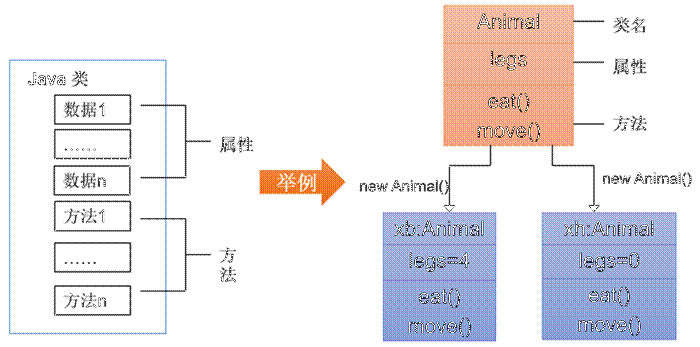 Java 类
数据1
……
数据n
方法1
……
方法n
属性
方法
举例
Animal
legs
eat()
move()
类名
属性
方法
new Animal()
new Animal()
xb:Animal
legs=4
eat()
move()
xh:Animal
legs=0
eat()
move()